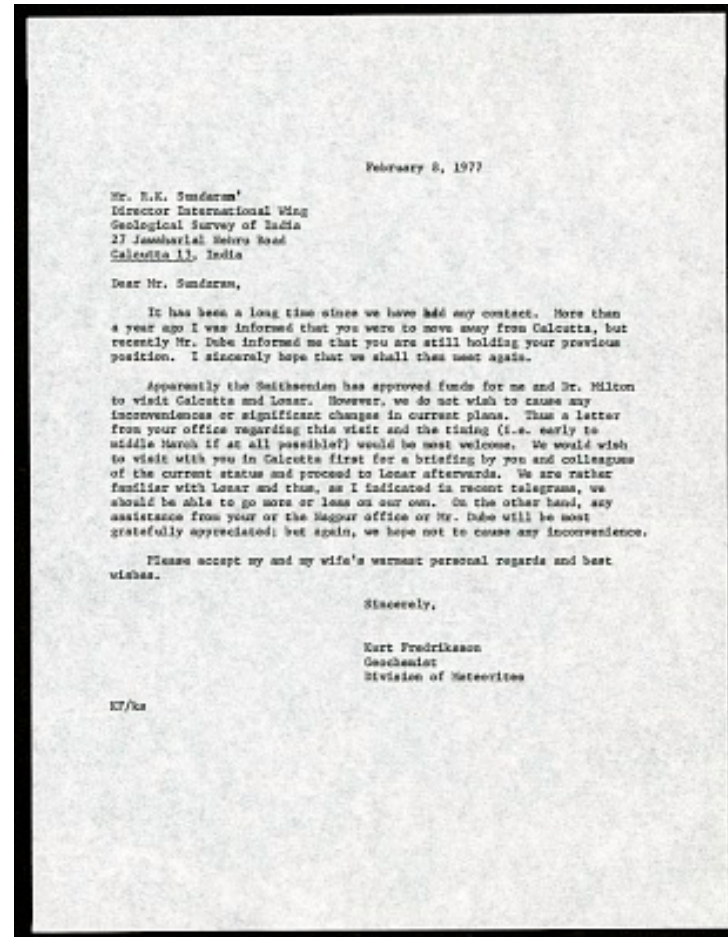 February 8, 1977
Mr. R.K. Sundaram'
Director International Wing
Geological Survey of India
27 Jawaharlal Nehru Road
Calcutta 13, India
Dear Mr. Sundaram,
It has been a long time since we have had any contact. More than
a year ago I was informed that you were to move away from Calcutta, but
recently Mr. Dube informed me that you are still holding your previous
position. I sincerely hope that we shall then meet again.
Apparently the Smithsonian has approved funds for me and Dr. Milton
to visit Calcutta and Lonar. However, we do not wish to cause any
inconveniences or significant changes in current plans. Thus a letter
from your office regarding this visit and the timing (i.e. early to
middle March if at all possible?) would be most welcome. We would wish
to visit with you in Calcutta first for a briefing by you and colleagues
of the current status and proceed to Lonar afterwards. We are rather
familiar with Lonar and thus, as I indicated in recent telegrams, we
should be able to go more or less on our own. On the other hand, any
assistance from your or the Nagpur office or Mr. Dube will be most
gratefully appreciated; but again, we hope not to cause any inconvenience.
Please accept my and my wife's warmest personal regards and best
wishes.
Sincerely,
Kurt Fredriksson
Geochemist
Division of Meteorites
KF/ks